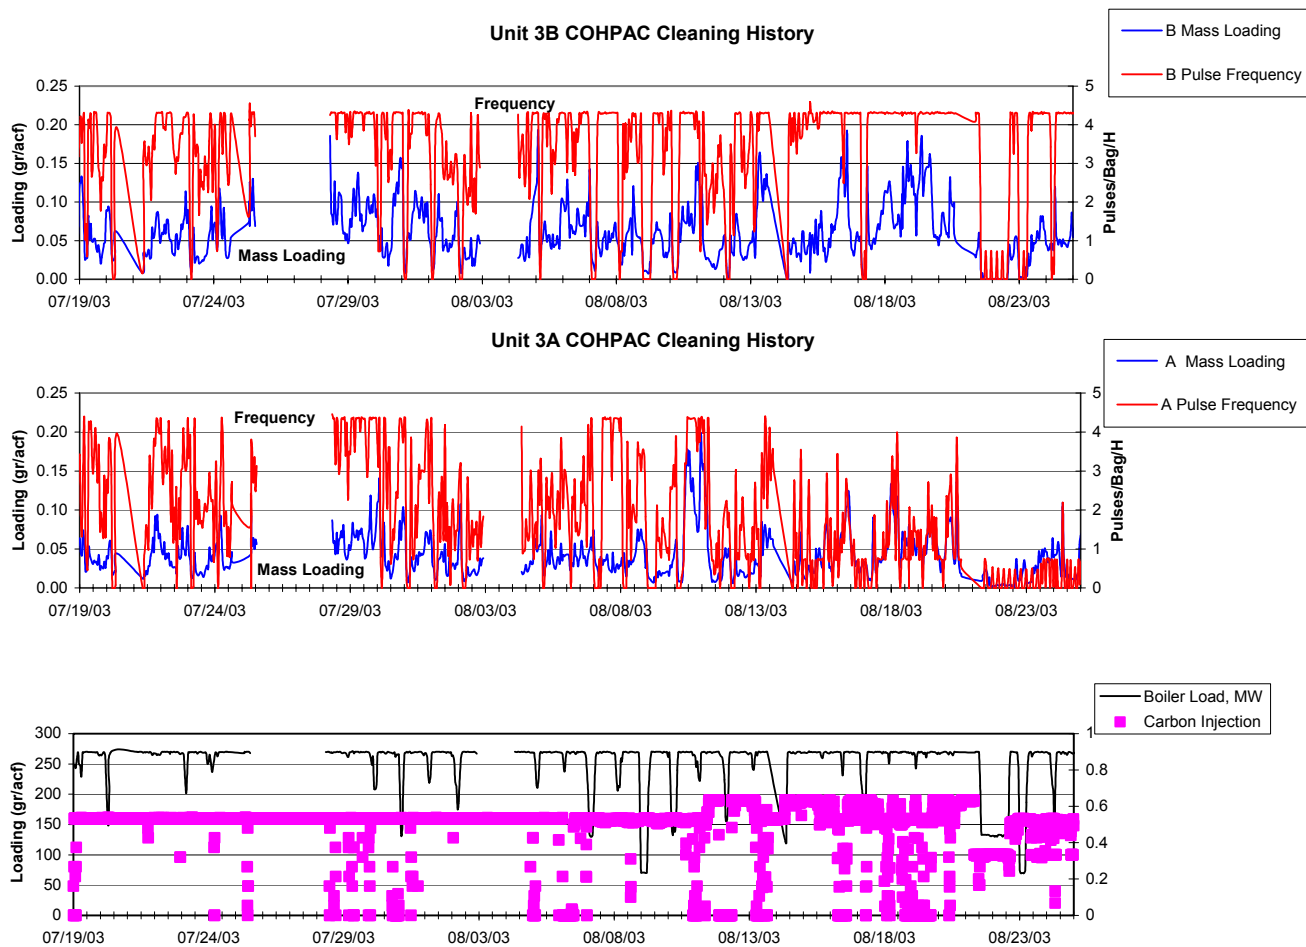 Unit 3B COHPAC Cleaning History
B Mass Loading
B Pulse Frequency
Loading (gr/acf)
0.25
0.20
0.15
0.10
0.05
0.00
Frequency
Mass Loading
5
4
3
2
1
0
Pulses/Bag/H
07/19/03 07/24/03 07/29/03 08/03/03 08/08/03 08/13/03 08/18/03 08/23/03
Unit 3A COHPAC Cleaning History
A Mass Loading
A Pulse Frequency
Loading (gr/acf)
0.25
0.20
0.15
0.10
0.05
0.00
Frequency
Mass Loading
5
4
3
2
1
0
Pulses/Bag/H
07/19/03 07/24/03 07/29/03 08/03/03 08/08/03 08/13/03 08/18/03 08/23/03
Boiler Load, MW
Carbon Injection
Loading (gr/acf)
300
250
200
150
100
50
0
1
0.8
0.6
0.4
0.2
0
07/19/03 07/24/03 07/29/03 08/03/03 08/08/03 08/13/03 08/18/03 08/23/03